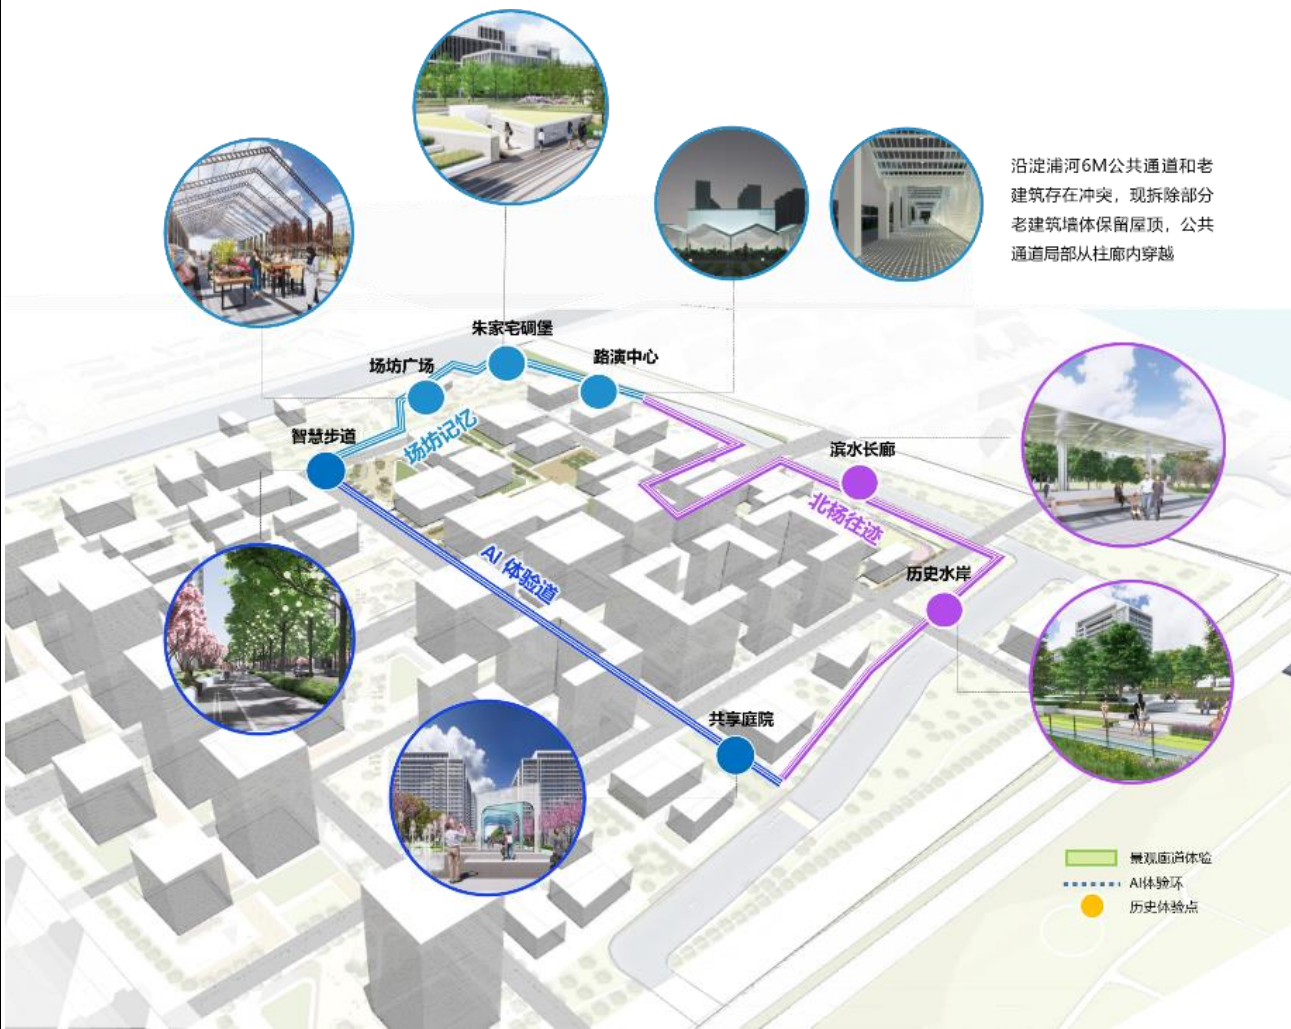 沿淀浦河6M公共通道和老
建筑存在冲突，现拆除部分
老建筑墙体保留屋顶，公共
通道局部从柱廊内穿越
朱家宅碉堡
路演中心
场坊广场
智慧步道
场坊记忆
滨水长廊
北杨往迹
AI 体验道
历史水岸
共享庭院
景观廊道体验
AI体验环
历史体验点